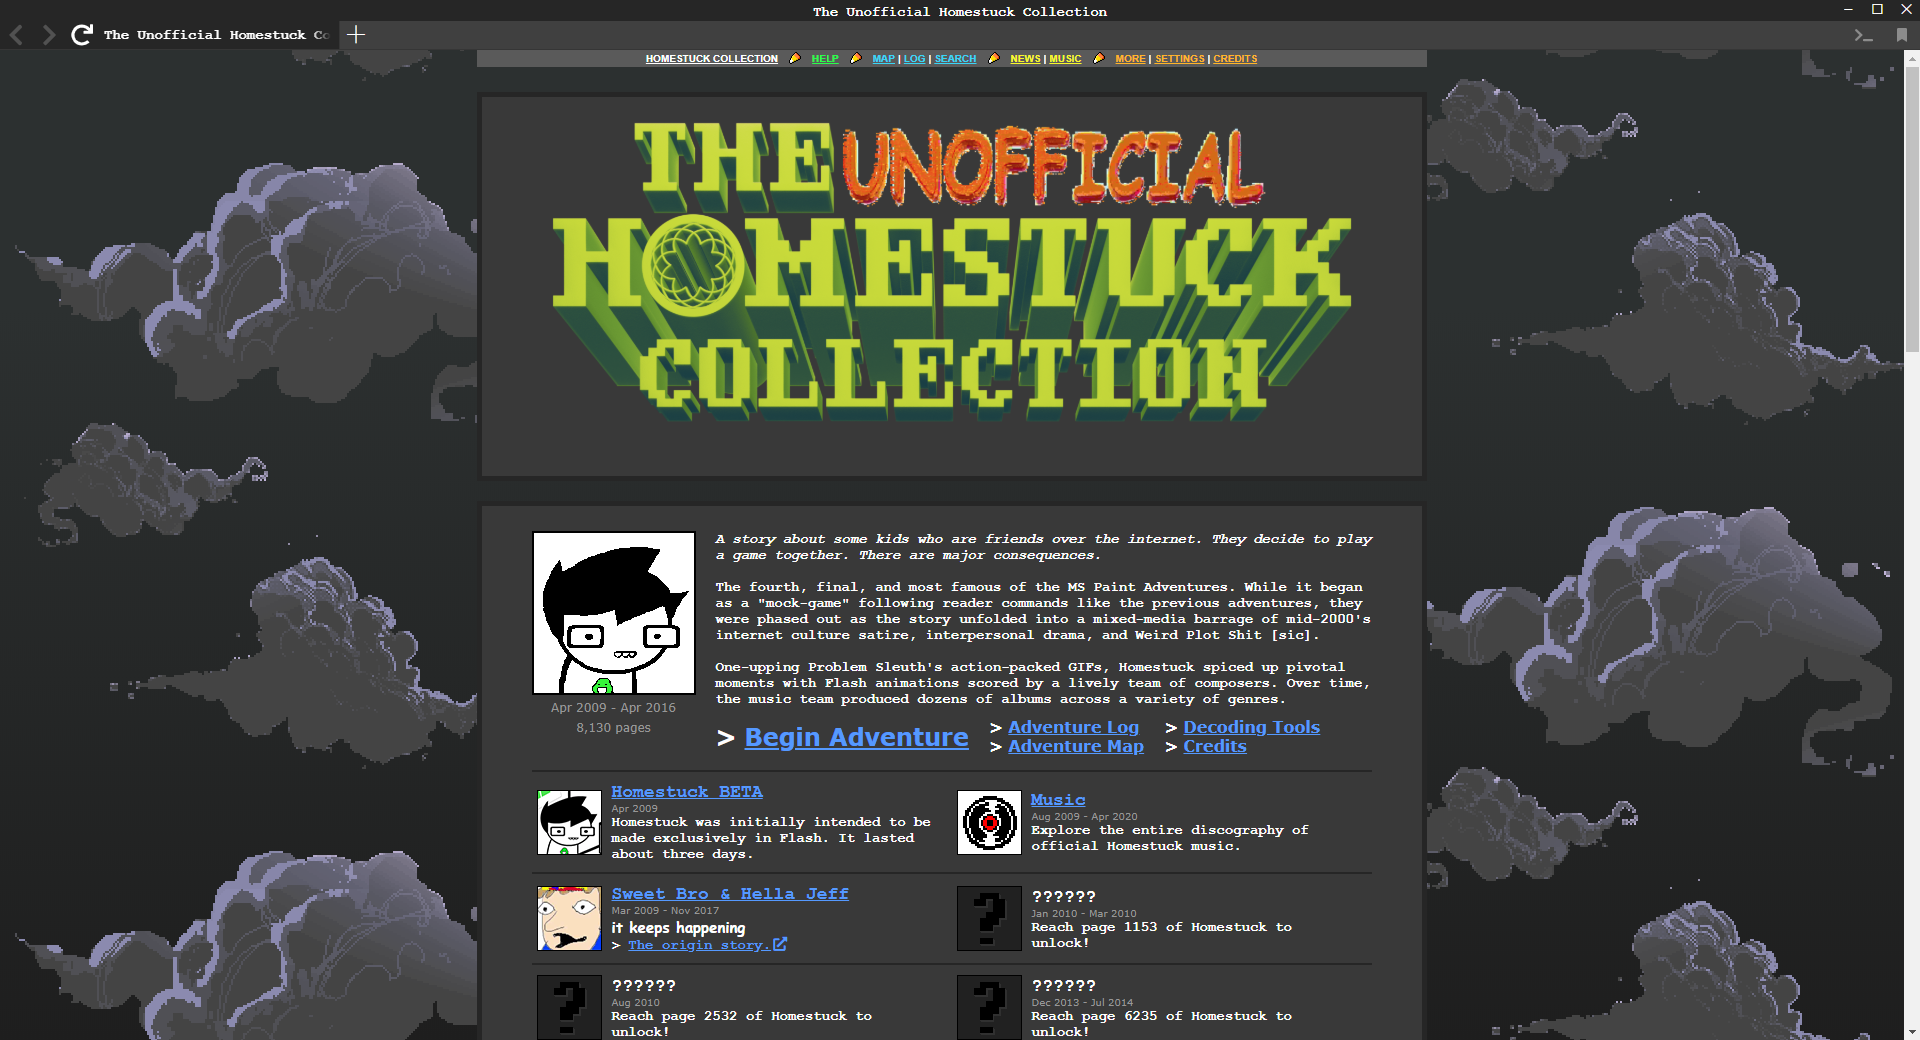 The Unofficial Homestuck Collection
The Unofficial Homestuck Co
HOMESTUCK COLLECTION HELP MAP | LOG | SEARCH NEWS | MUSIC MORE | SETTINGS | CREDITS
THE UNOFFICIAL
HOMESTUCK
COLLECTION
A story about some kids who are friends over the internet. They decide to play
a game together. There are major consequences.
The fourth, final, and most famous of the MS Paint Adventures. While it began
as a "mock-game" following reader commands like the previous adventures, they
were phased out as the story unfolded into a mixed-media barrage of mid-2000's
internet culture satire, interpersonal drama, and Weird Plot Shit [sic].
One-upping Problem Sleuth's action-packed GIFs, Homestuck spiced up pivotal
moments with Flash animations scored by a lively team of composers. Over time,
the music team produced dozens of albums across a variety of genres.
Apr 2009 - Apr 2016
8,130 pages
> Begin Adventure
> Adventure Log
> Adventure Map
> Decoding Tools
> Credits
Homestuck BETA
Apr 2009
Homestuck was initially intended to be
made exclusively in Flash. It lasted
about three days.
Music
Aug 2009 - Apr 2020
Explore the entire discography of
official Homestuck music.
Sweet Bro & Hella Jeff
Mar 2009 - Nov 2017
it keeps happening
> The origin story.
??????
Jan 2010 - Mar 2010
Reach page 1153 of Homestuck to
unlock!
??????
Aug 2010
Reach page 2532 of Homestuck to
unlock!
??????
Dec 2013 - Jul 2014
Reach page 6235 of Homestuck to
unlock!